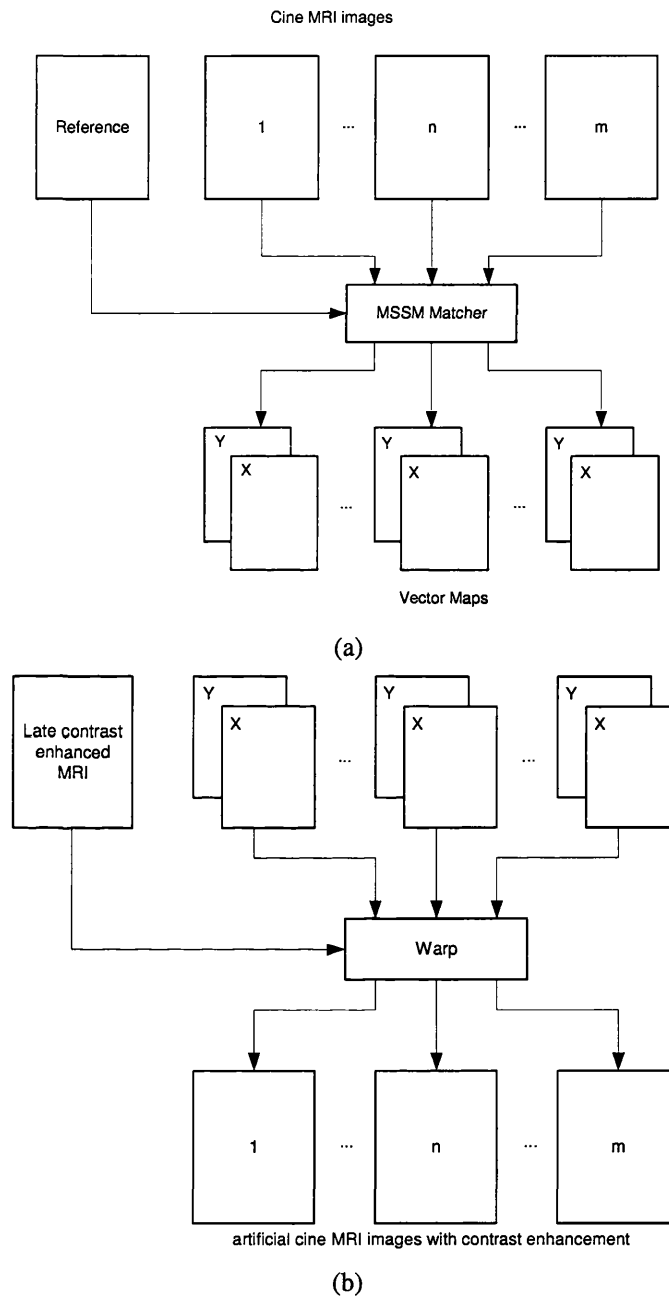 Cine MRI images
Reference
1
...
n
...
m
MSSM Matcher
Y
X
...
Y
X
...
Y
X
Vector Maps
(a)
Late contrast
enhanced
MRI
Y
X
...
Y
X
...
Y
X
Warp
1
...
n
...
m
artificial cine MRI images with contrast enhancement
(b)